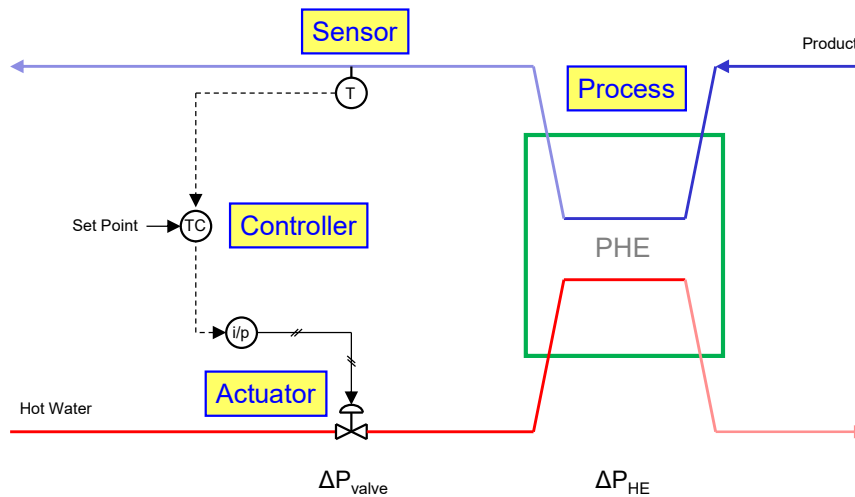 Sensor
Product
Process
T
Set Point
TC
Controller
PHE
i/p
Actuator
Hot Water
ΔPvalve
ΔPHE